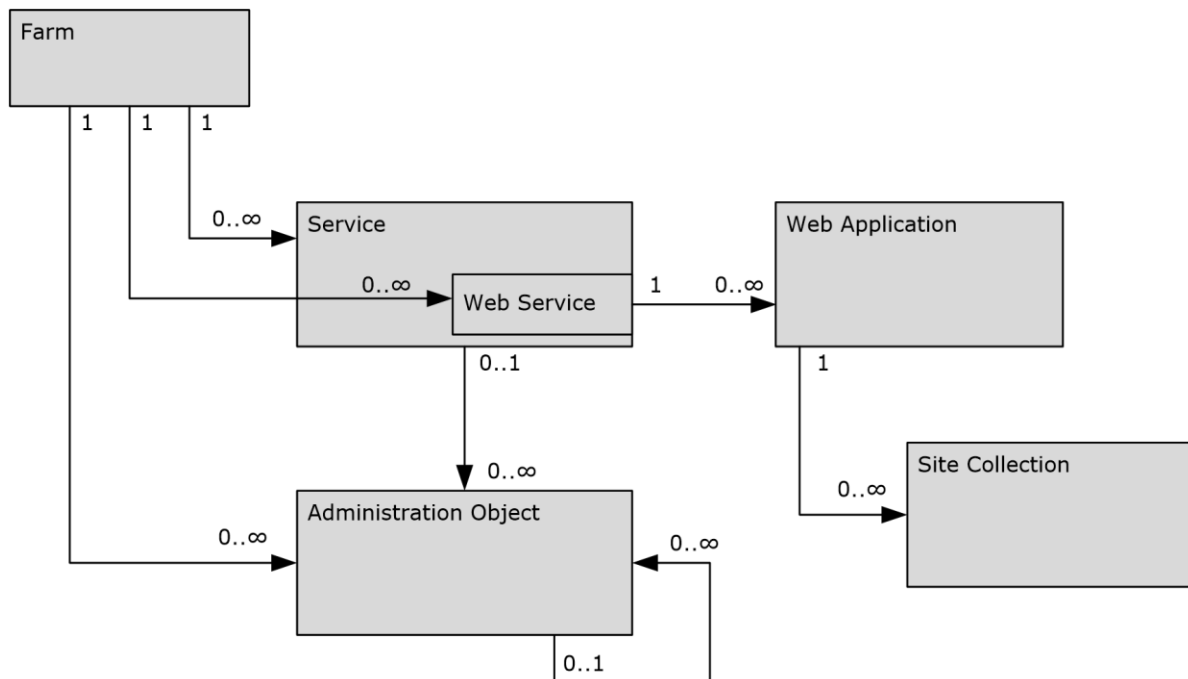 Farm
1
1
1
0..∞
Service
Web Application
0..∞
Web Service
1
0..∞
0..1
1
0..∞
Site Collection
0..∞
Administration Object
0..∞
0..∞
0..1